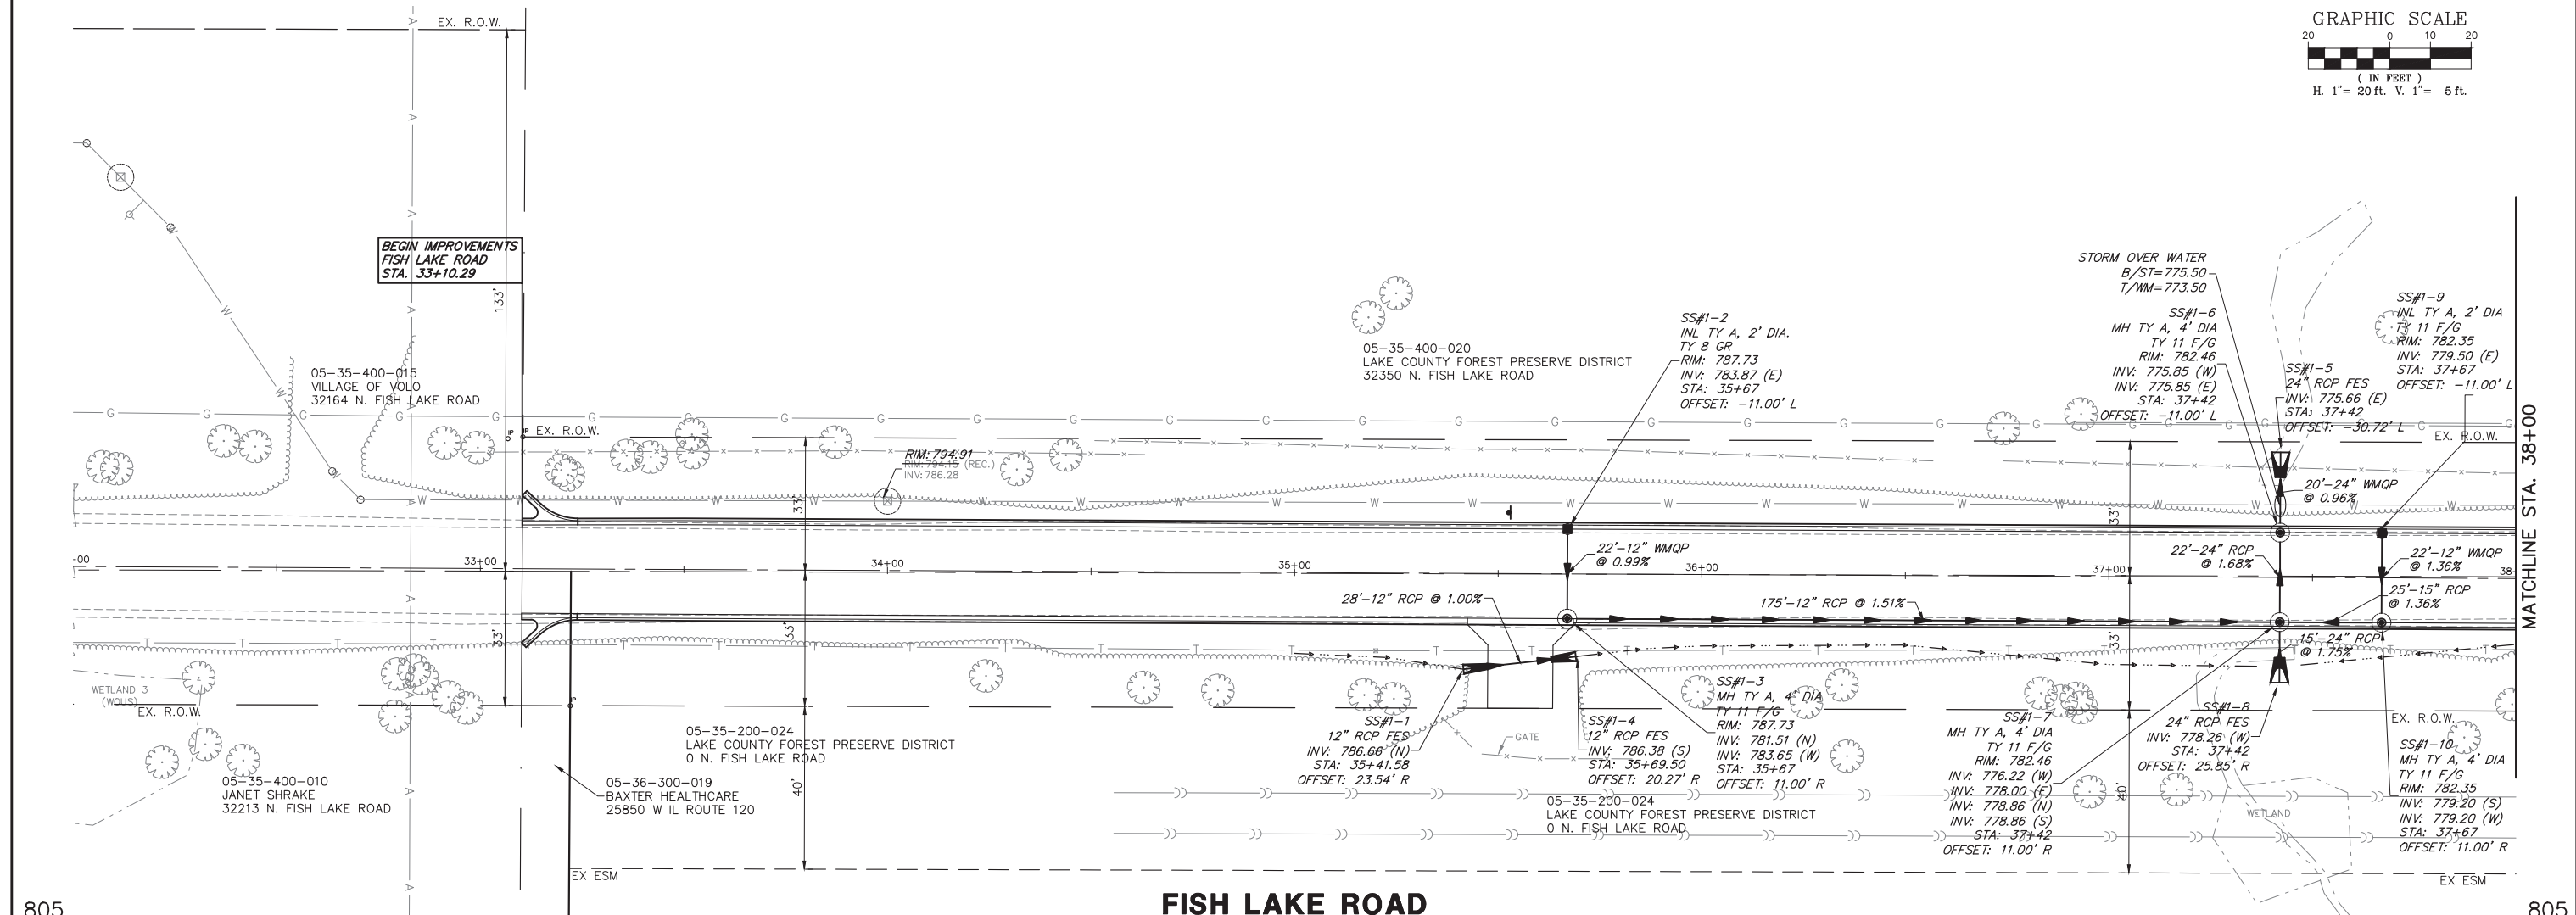 EX. R.O.W.
GRAPHIC SCALE
20 0 10 20
( IN FEET )
H. 1"= 20 ft. V. 1"= 5 ft.
BEGIN IMPROVEMENTS
FISH LAKE ROAD
STA. 33+10.29
133'
05-35-400-015
VILLAGE OF VOLO
32164 N. FISH LAKE ROAD
EX. R.O.W.
RIM: 794.91
RIM: 794.15 (REC.)
INV: 786.28
33'
05-35-400-020
LAKE COUNTY FOREST PRESERVE DISTRICT
32350 N. FISH LAKE ROAD
SS#1-2
INL TY A, 2' DIA.
TY 8 GR
RIM: 787.73
INV: 783.87 (E)
STA: 35+67
OFFSET: -11.00' L
STORM OVER WATER
B/ST=775.50
T/WM=773.50
SS#1-6
MH TY A, 4' DIA
TY 11 F/G
RIM: 782.46
INV: 775.85 (W)
INV: 775.85 (E)
STA: 37+42
OFFSET: -11.00' L
SS#1-5
24" RCP FES
INV: 775.66 (E)
STA: 37+42
OFFSET: -30.72' L
SS#1-9
INL TY A, 2' DIA
TY 11 F/G
RIM: 782.35
INV: 779.50 (E)
STA: 37+67
OFFSET: -11.00' L
EX. R.O.W.
MATCHLINE STA. 38+00
20'-24" WMQP
@ 0.96%
33'
-00
33+00
34+00
35+00
36+00
37+00
38
22'-12" WMQP
@ 0.99%
22'-24" RCP
@ 1.68%
22'-12" WMQP
@ 1.36%
28'-12" RCP @ 1.00%
175'-12" RCP @ 1.51%
25'-15" RCP
@ 1.36%
15'-24" RCP
@ 1.75%
33'
33'
33'
WETLAND 3
(WOUS)
EX. R.O.W.
05-35-400-010
JANET SHRAKE
32213 N. FISH LAKE ROAD
05-35-200-024
LAKE COUNTY FOREST PRESERVE DISTRICT
0 N. FISH LAKE ROAD
05-36-300-019
BAXTER HEALTHCARE
25850 W IL ROUTE 120
40'
SS#1-1
12" RCP FES
INV: 786.66 (N)
STA: 35+41.58
OFFSET: 23.54' R
GATE
SS#1-4
12" RCP FES
INV: 786.38 (S)
STA: 35+69.50
OFFSET: 20.27' R
SS#1-3
MH TY A, 4' DIA
TY 11 F/G
RIM: 787.73
INV: 781.51 (N)
INV: 783.65 (W)
STA: 35+67
OFFSET: 11.00' R
05-35-200-024
LAKE COUNTY FOREST PRESERVE DISTRICT
0 N. FISH LAKE ROAD
SS#1-7
MH TY A, 4' DIA
TY 11 F/G
RIM: 782.46
INV: 776.22 (W)
INV: 778.00 (E)
INV: 778.86 (N)
INV: 778.86 (S)
STA: 37+42
OFFSET: 11.00' R
40'
SS#1-8
24" RCP FES
INV: 778.26 (W)
STA: 37+42
OFFSET: 25.85' R
WETLAND
EX. R.O.W.
SS#1-10
MH TY A, 4' DIA
TY 11 F/G
RIM: 782.35
INV: 779.20 (S)
INV: 779.20 (W)
STA: 37+67
OFFSET: 11.00' R
EX ESM
EX ESM
805
FISH LAKE ROAD
805